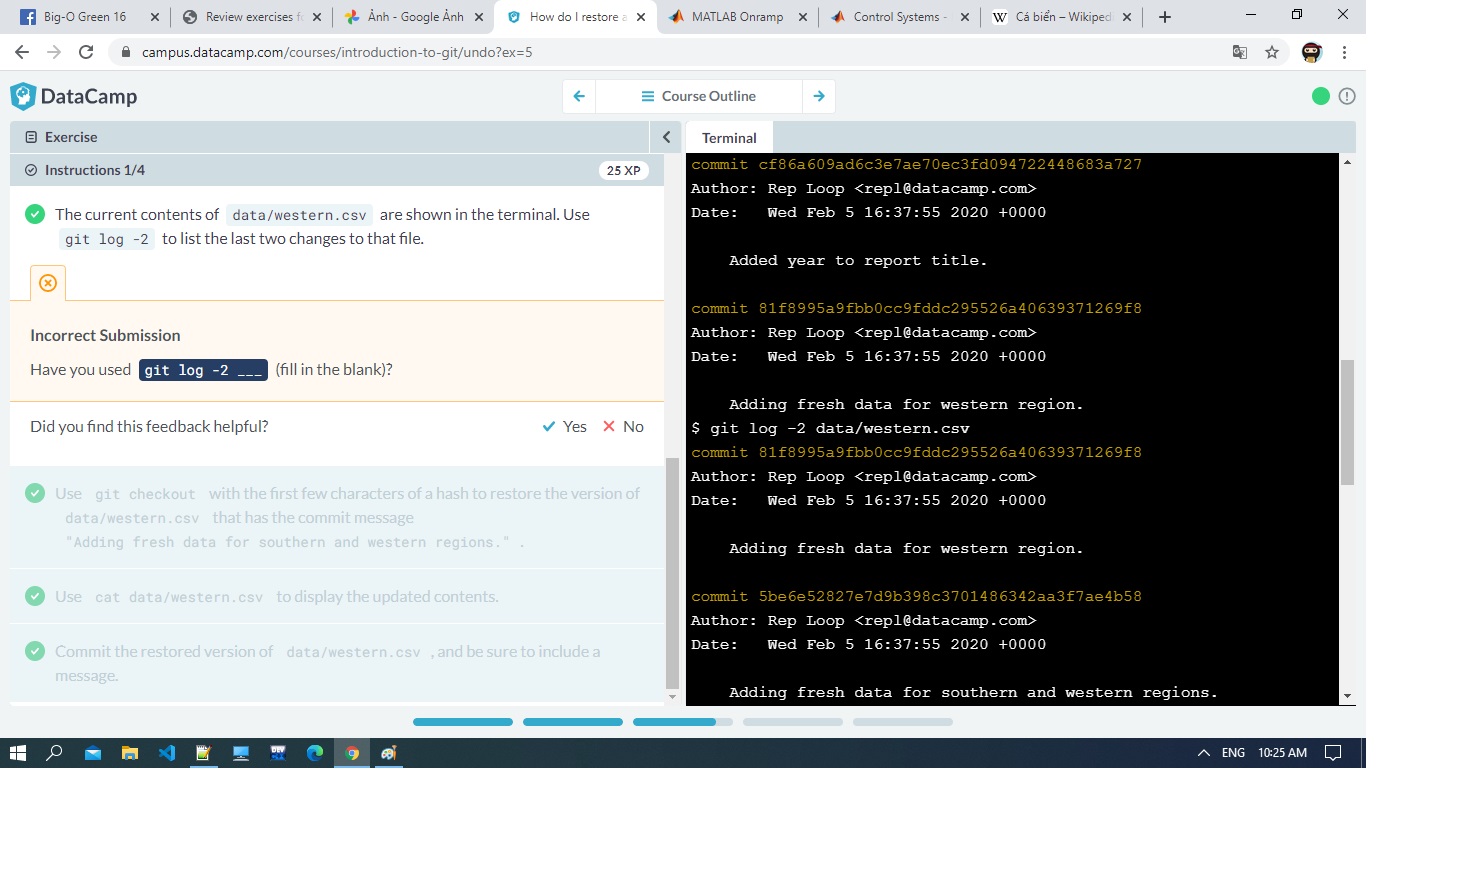 Big-O Green 16
Review exercises f
Ảnh - Google Ảnh
How do I restore a
MATLAB Onramp
Control Systems -
Cá biển – Wikiped
campus.datacamp.com/courses/introduction-to-git/undo?ex=5
DataCamp
Course Outline
Exercise
Instructions 1/4
25 XP
The current contents of data/western.csv are shown in the terminal. Use
git log -2 to list the last two changes to that file.
Incorrect Submission
Have you used git log -2 ___ (fill in the blank)?
Did you find this feedback helpful?
Yes
No
Use git checkout with the first few characters of a hash to restore the version of
data/western.csv that has the commit message
"Adding fresh data for southern and western regions." .
Use cat data/western.csv to display the updated contents.
Commit the restored version of data/western.csv , and be sure to include a
message.
Terminal
commit cf86a609ad6c3e7ae70ec3fd094722448683a727
Author: Rep Loop <repl@datacamp.com>
Date: Wed Feb 5 16:37:55 2020 +0000
Added year to report title.
commit 81f8995a9fbb0cc9fddc295526a40639371269f8
Author: Rep Loop <repl@datacamp.com>
Date: Wed Feb 5 16:37:55 2020 +0000
Adding fresh data for western region.
$ git log -2 data/western.csv
commit 81f8995a9fbb0cc9fddc295526a40639371269f8
Author: Rep Loop <repl@datacamp.com>
Date: Wed Feb 5 16:37:55 2020 +0000
Adding fresh data for western region.
commit 5be6e52827e7d9b398c3701486342aa3f7ae4b58
Author: Rep Loop <repl@datacamp.com>
Date: Wed Feb 5 16:37:55 2020 +0000
Adding fresh data for southern and western regions.
ENG
10:25 AM